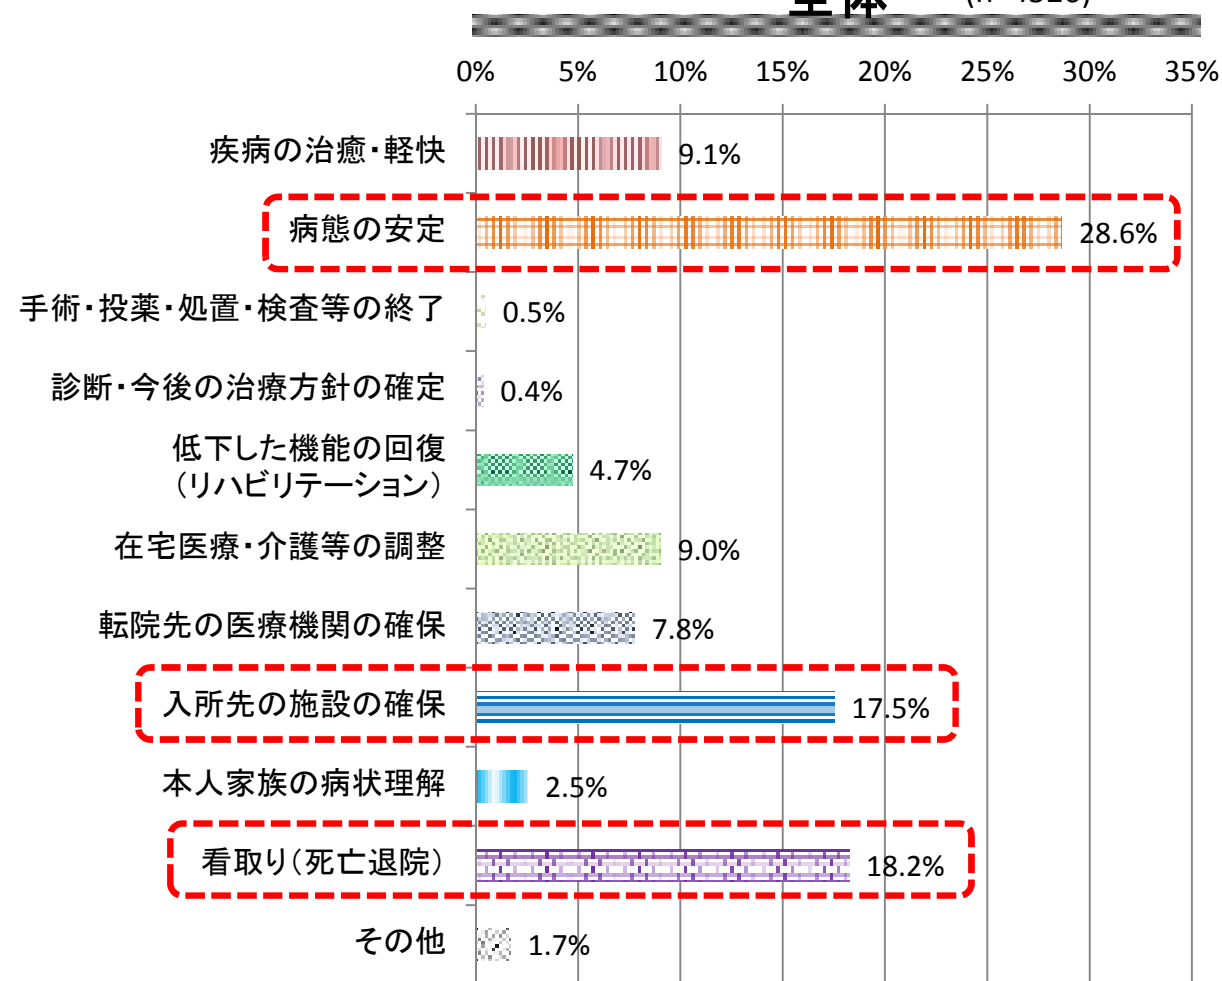 全体
0% 5% 10% 15% 20% 25% 30% 35%
疾病の治癒・軽快 9.1%
病態の安定 28.6%
手術・投薬・処置・検査等の終了 0.5%
診断・今後の治療方針の確定 0.4%
低下した機能の回復
（リハビリテーション） 4.7%
在宅医療・介護等の調整 9.0%
転院先の医療機関の確保 7.8%
入所先の施設の確保 17.5%
本人家族の病状理解 2.5%
看取り（死亡退院） 18.2%
その他 1.7%